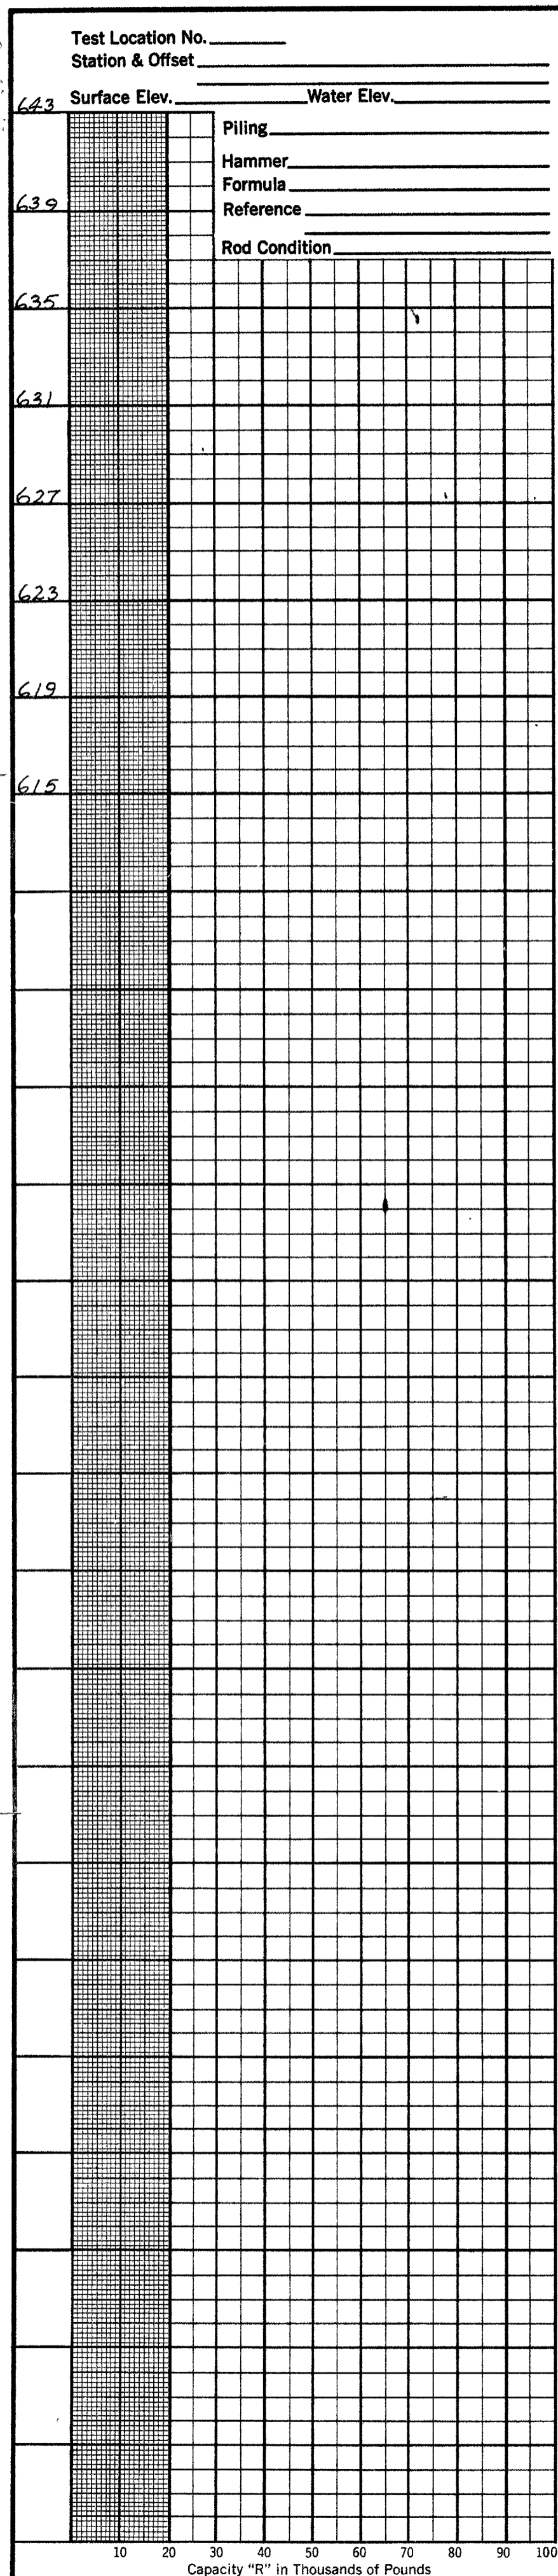 Test Location No.
Station & Offset
Surface Elev. Water Elev.
643
Piling
Hammer
Formula
639
Reference
Rod Condition
635
631
627
623
619
615
10 20 30 40 50 60 70 80 90 100
Capacity "R" in Thousands of Pounds